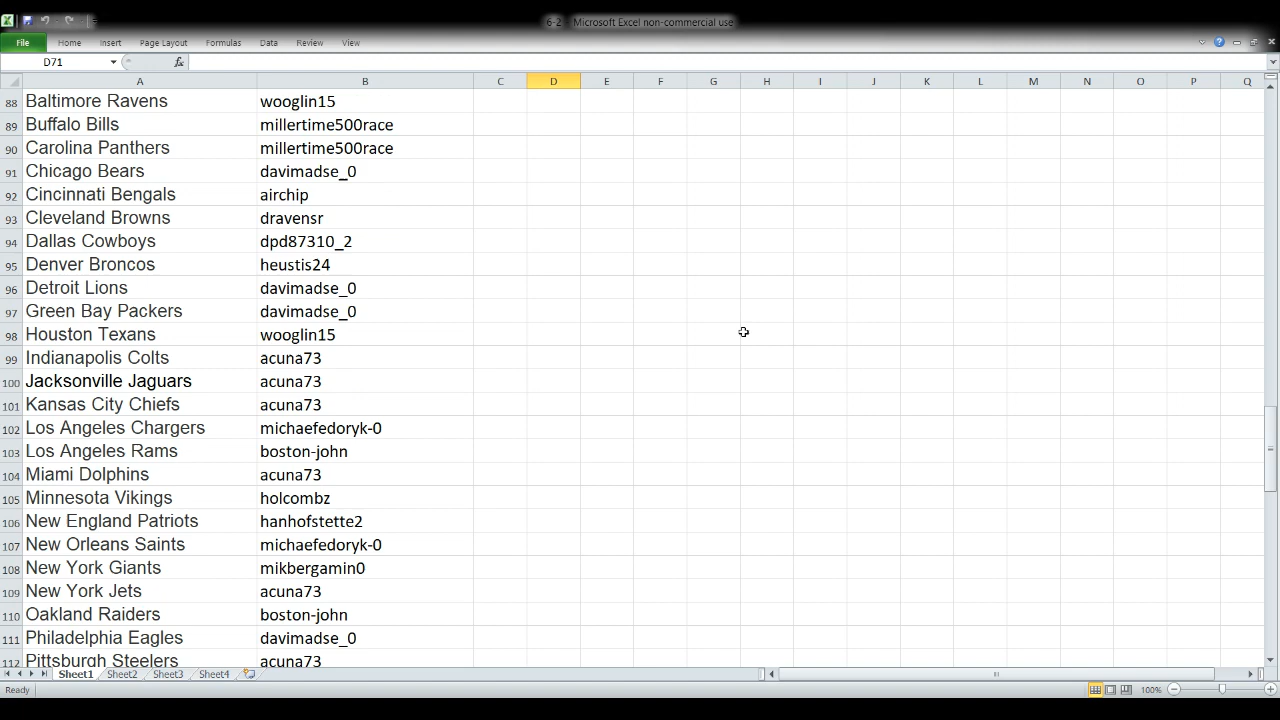 6-2 - Microsoft Excel non-commercial use
File Home Insert Page Layout Formulas Data Review View
D71 fx
A B C D E F G H I J K L M N O P Q
88 Baltimore Ravens wooglin15
89 Buffalo Bills millertime500race
90 Carolina Panthers millertime500race
91 Chicago Bears davimadse_0
92 Cincinnati Bengals airchip
93 Cleveland Browns dravensr
94 Dallas Cowboys dpd87310_2
95 Denver Broncos heustis24
96 Detroit Lions davimadse_0
97 Green Bay Packers davimadse_0
98 Houston Texans wooglin15
99 Indianapolis Colts acuna73
100 Jacksonville Jaguars acuna73
101 Kansas City Chiefs acuna73
102 Los Angeles Chargers michaefedoryk-0
103 Los Angeles Rams boston-john
104 Miami Dolphins acuna73
105 Minnesota Vikings holcombz
106 New England Patriots hanhofstette2
107 New Orleans Saints michaefedoryk-0
108 New York Giants mikbergamin0
109 New York Jets acuna73
110 Oakland Raiders boston-john
111 Philadelphia Eagles davimadse_0
112 Pittsburgh Steelers acuna73
Sheet1 Sheet2 Sheet3 Sheet4
Ready 100%